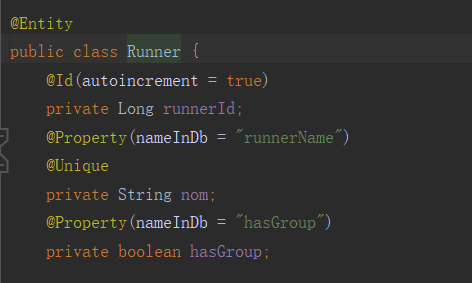 @Entity
public class Runner {
@Id(autoincrement = true)
private Long runnerId;
@Property(nameInDb = "runnerName")
@Unique
private String nom;
@Property(nameInDb = "hasGroup")
private boolean hasGroup;